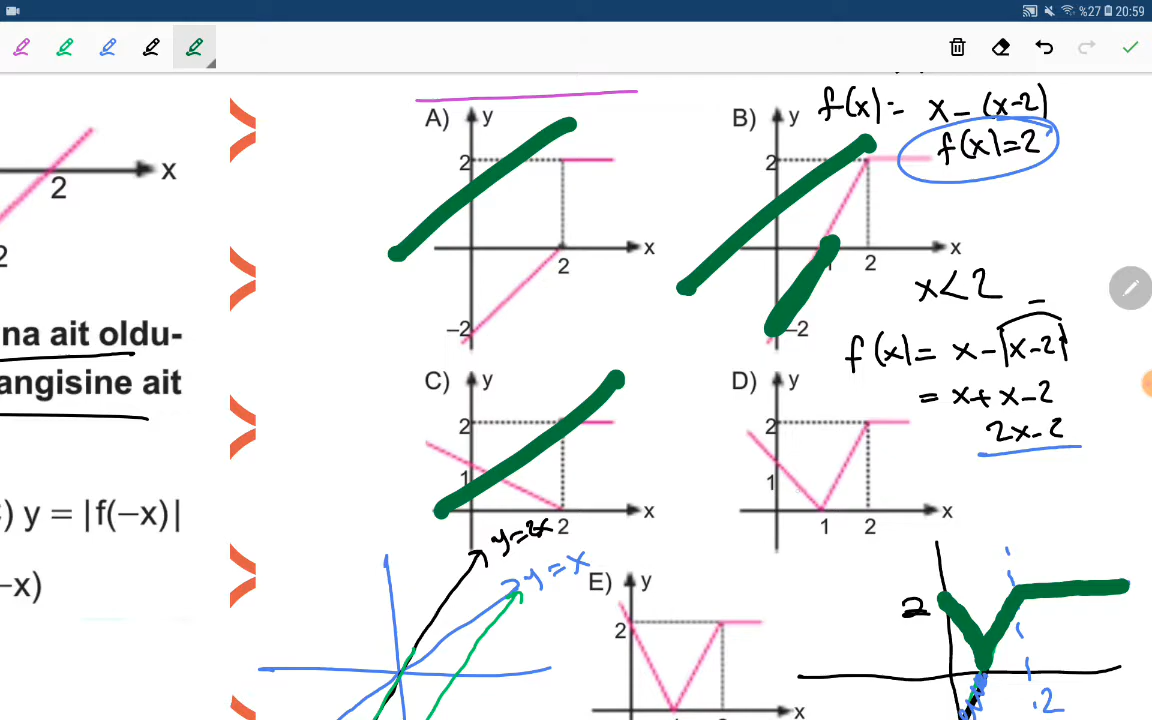 %27 20:59
A) y
2
x
2
–2
B) y
2
x
2
–2
f(x) = x – (x–2)
f(x)=2
x<2
–
f(x) = x – |x–2|
= x + x – 2
2x – 2
x
2
2
na ait oldu-
angisine ait
) y = |f(−x)|
−x)
C) y
2
1
x
2
D) y
2
1
x
1 2
y=2x
y=x
E) y
2
x
2
.2